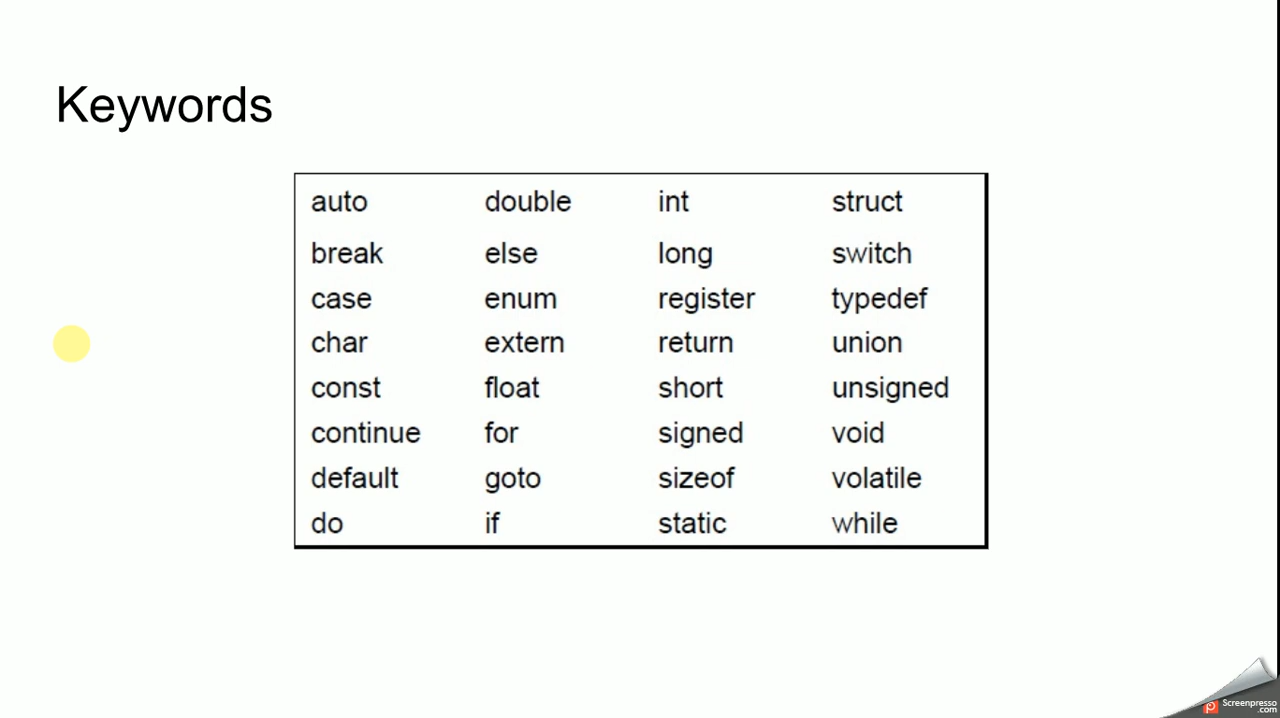 Keywords
auto double int struct
break else long switch
case enum register typedef
char extern return union
const float short unsigned
continue for signed void
default goto sizeof volatile
do if static while
Screenpresso
.com